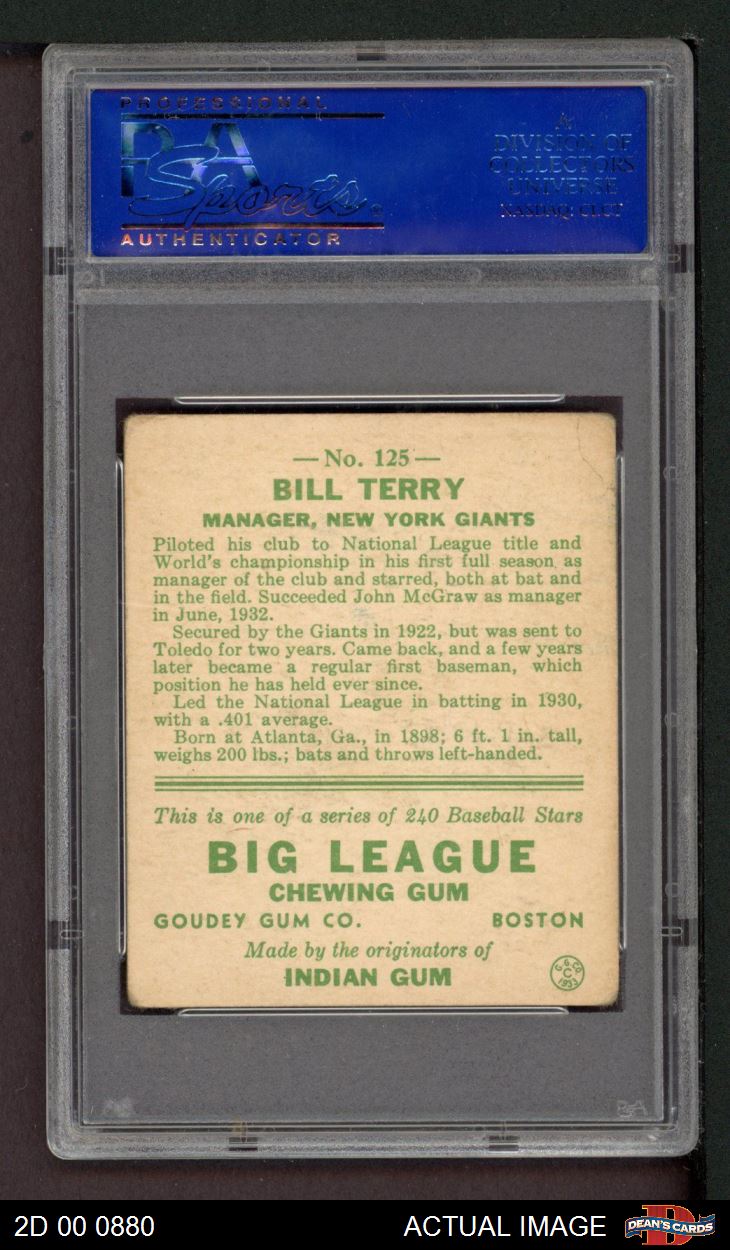 PROFESSIONAL
PSA
Sports
AUTHENTICATOR
A
DIVISION OF
COLLECTORS
UNIVERSE
NASDAQ: CLCT
— No. 125 —
BILL TERRY
MANAGER, NEW YORK GIANTS
Piloted his club to National League title and
World's championship in his first full season as
manager of the club and starred, both at bat and
in the field. Succeeded John McGraw as manager
in June, 1932.
Secured by the Giants in 1922, but was sent to
Toledo for two years. Came back, and a few years
later became a regular first baseman, which
position he has held ever since.
Led the National League in batting in 1930,
with a .401 average.
Born at Atlanta, Ga., in 1898; 6 ft. 1 in. tall,
weighs 200 lbs.; bats and throws left-handed.
This is one of a series of 240 Baseball Stars
BIG LEAGUE
CHEWING GUM
GOUDEY GUM CO. BOSTON
Made by the originators of
INDIAN GUM
G.G.CO.
C
1933
PSA
2D 00 0880 ACTUAL IMAGE DEAN'S CARDS